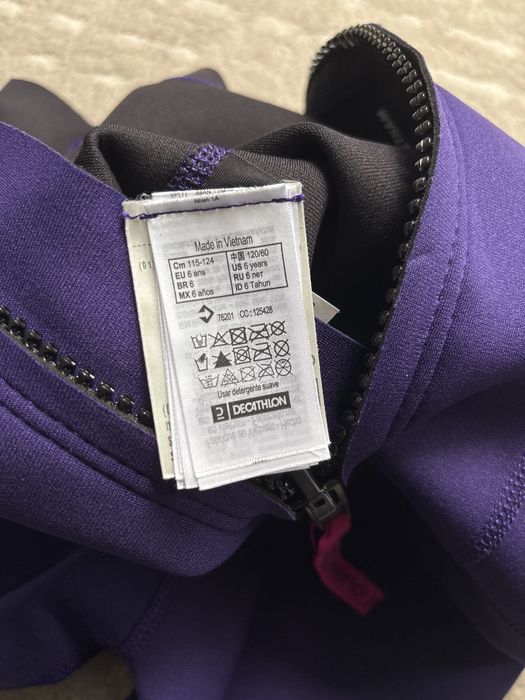 Made in Vietnam
Cm 115-124
EU 6 ans
BR 6
MX 6 años
中国 120/60
US 6 years
RU 6 лет
ID 6 Tahun
76201 CC:125428
Usar detergente suave
DECATHLON